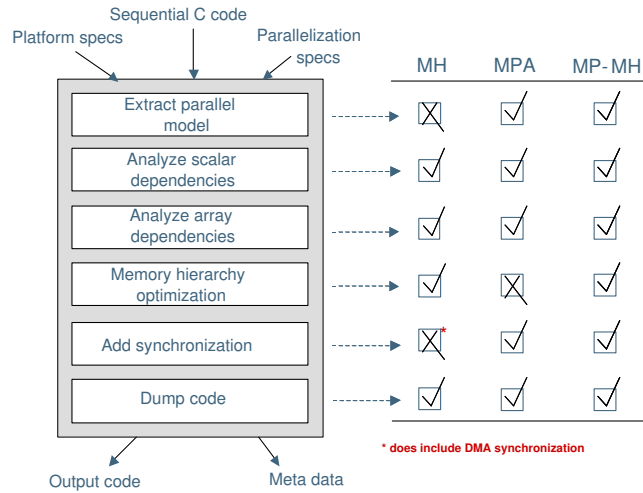 Sequential C code
Platform specs
Parallelization
specs
MH MPA MP-MH
Extract parallel
model
Analyze scalar
dependencies
Analyze array
dependencies
Memory hierarchy
optimization
Add synchronization
*
Dump code
* does include DMA synchronization
Output code
Meta data